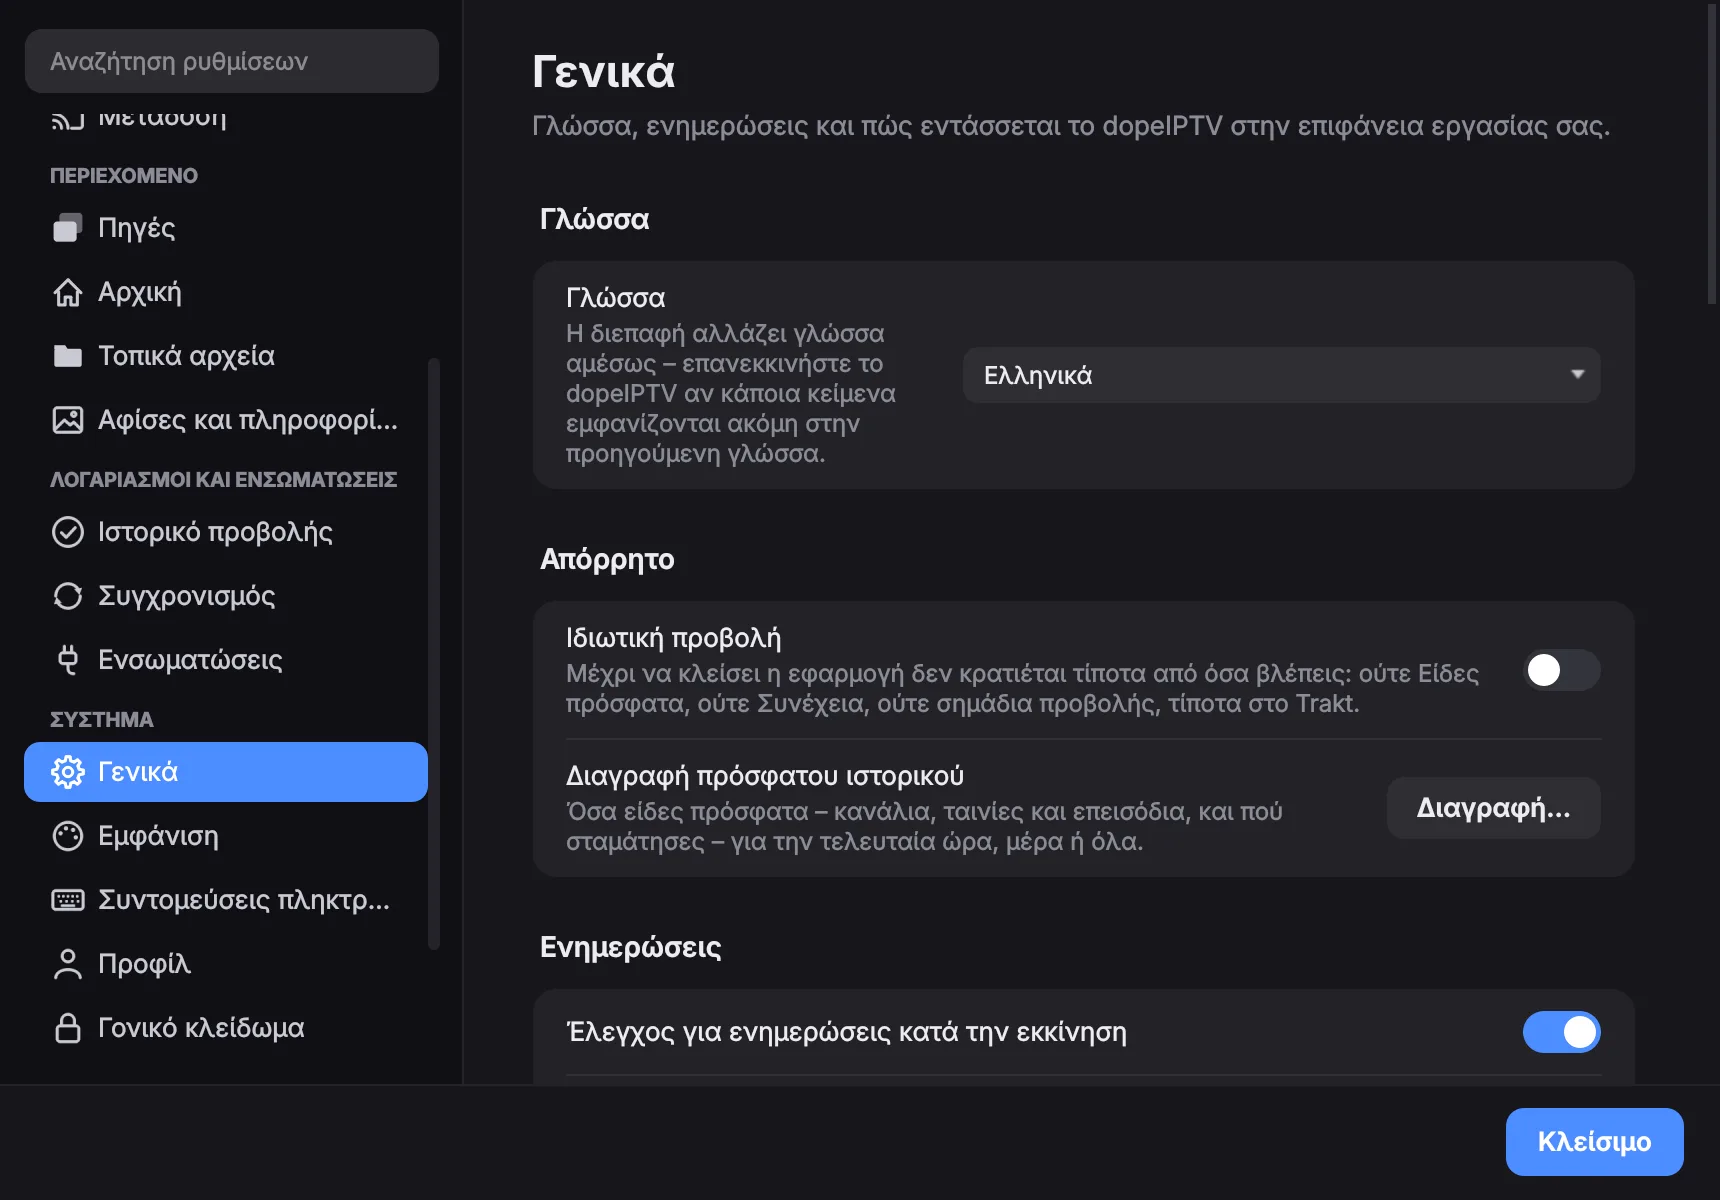 Αναζήτηση ρυθμίσεων
Μετάδοση
ΠΕΡΙΕΧΟΜΕΝΟ
Πηγές
Αρχική
Τοπικά αρχεία
Αφίσες και πληροφορί...
ΛΟΓΑΡΙΑΣΜΟΙ ΚΑΙ ΕΝΣΩΜΑΤΩΣΕΙΣ
Ιστορικό προβολής
Συγχρονισμός
Ενσωματώσεις
ΣΥΣΤΗΜΑ
Γενικά
Εμφάνιση
Συντομεύσεις πληκτρ...
Προφίλ
Γονικό κλείδωμα
Γενικά
Γλώσσα, ενημερώσεις και πώς εντάσσεται το dopeIPTV στην επιφάνεια εργασίας σας.
Γλώσσα
Γλώσσα
Η διεπαφή αλλάζει γλώσσα
αμέσως – επανεκκινήστε το
dopeIPTV αν κάποια κείμενα
εμφανίζονται ακόμη στην
προηγούμενη γλώσσα.
Ελληνικά
Απόρρητο
Ιδιωτική προβολή
Μέχρι να κλείσει η εφαρμογή δεν κρατιέται τίποτα από όσα βλέπεις: ούτε Είδες
πρόσφατα, ούτε Συνέχεια, ούτε σημάδια προβολής, τίποτα στο Trakt.
Διαγραφή πρόσφατου ιστορικού
Όσα είδες πρόσφατα – κανάλια, ταινίες και επεισόδια, και πού
σταμάτησες – για την τελευταία ώρα, μέρα ή όλα.
Διαγραφή...
Ενημερώσεις
Έλεγχος για ενημερώσεις κατά την εκκίνηση
Κλείσιμο